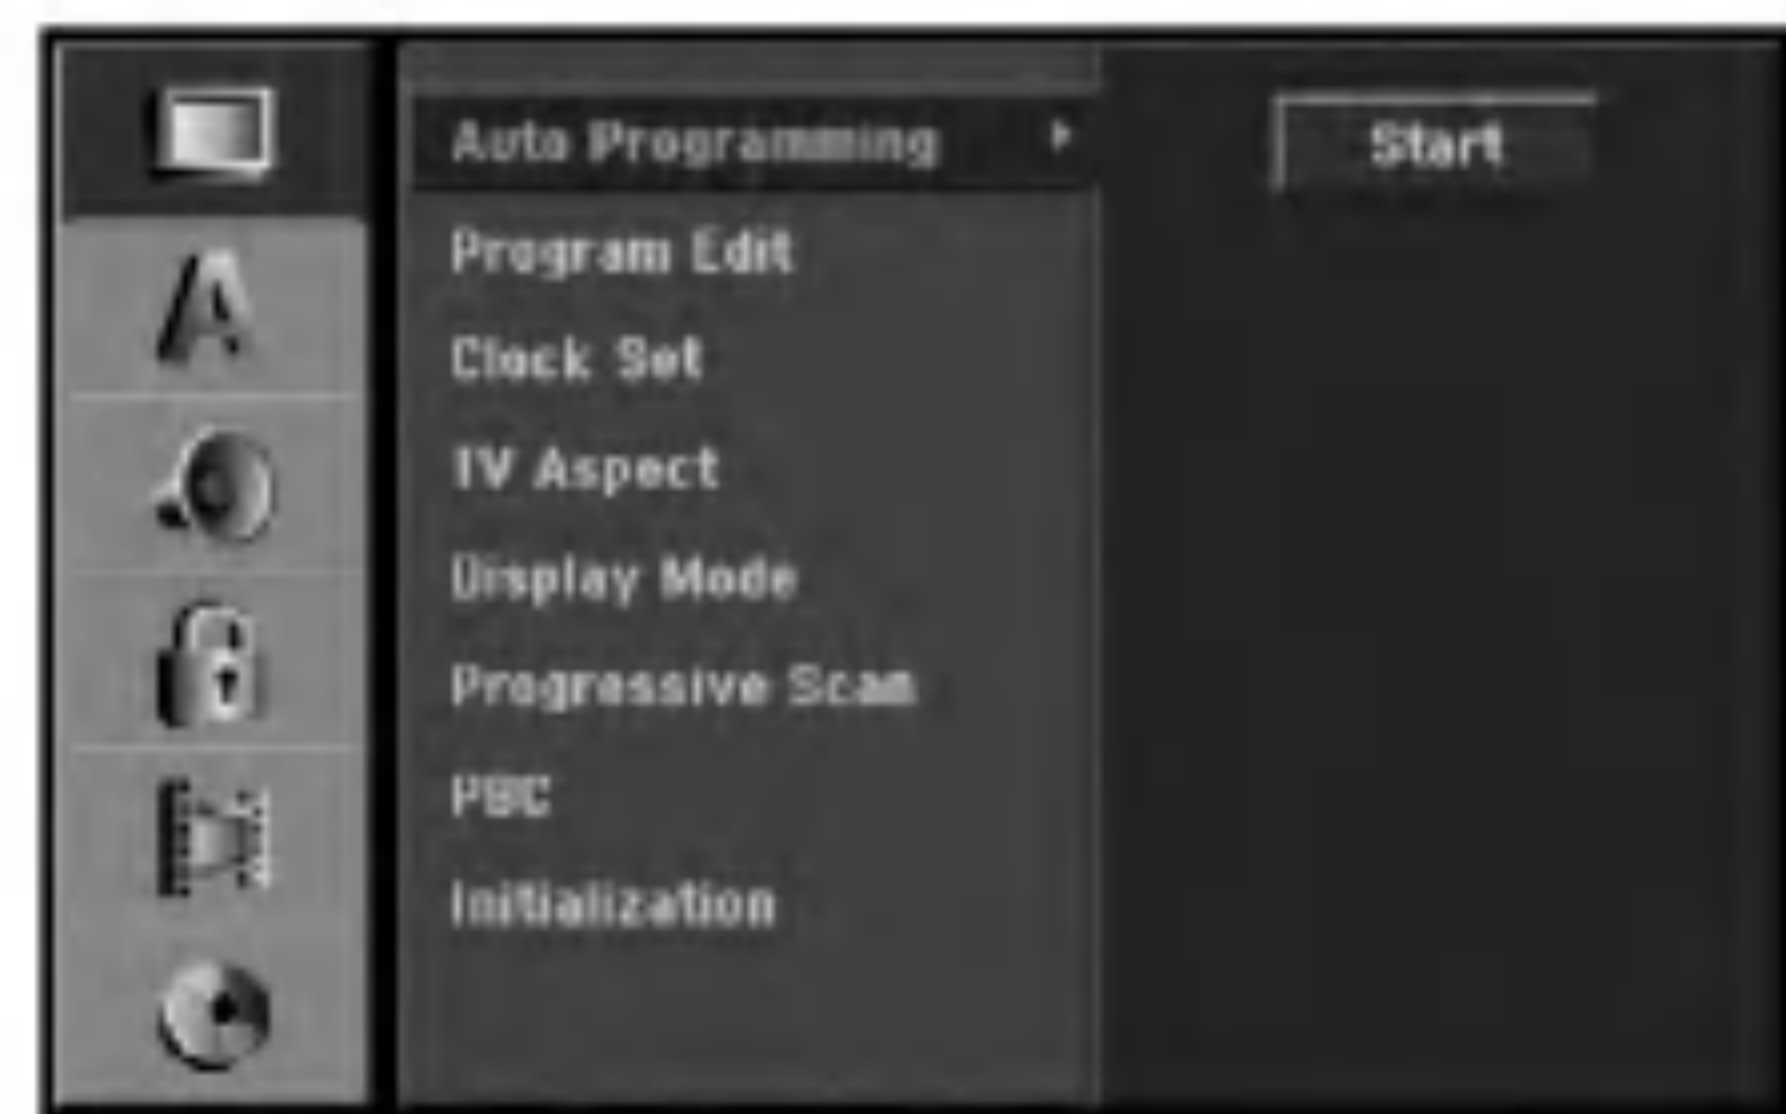 Auto Programming
Start
Program Edit
Clock Set
TV Aspect
Display Mode
Progressive Scan
PBC
Initialization